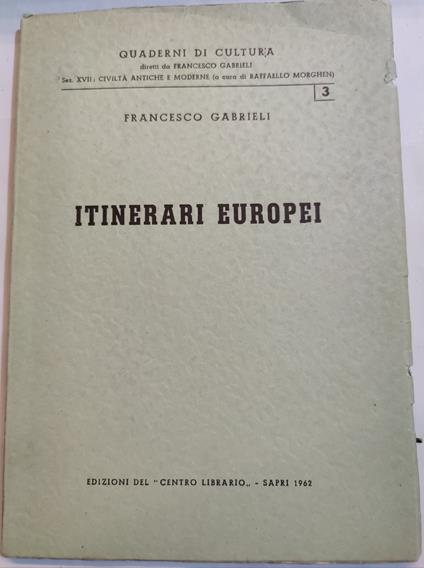 QUADERNI DI CULTURA
diretti da FRANCESCO GABRIELI
Sez. XVII: CIVILTÀ ANTICHE E MODERNE (a cura di RAFFAELLO MORGHEN)
3
FRANCESCO GABRIELI
ITINERARI EUROPEI
EDIZIONI DEL "CENTRO LIBRARIO„ - SAPRI 1962